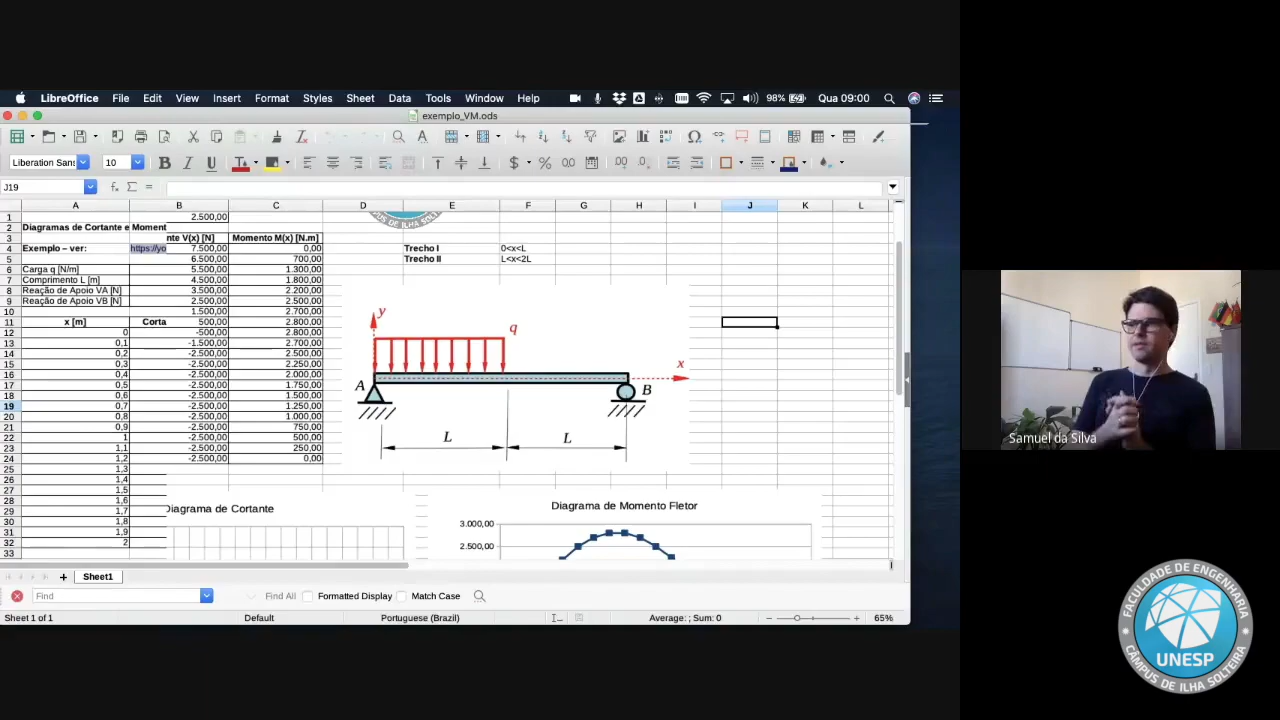 LibreOffice File Edit View Insert Format Styles Sheet Data Tools Window Help 98% Qua 09:00
exemplo_VM.ods
Liberation Sans 10
J19
A B C D E F G H I J K L
1 2.500,00
2 Diagramas de Cortante e Moment
3 nte V(x) [N] Momento M(x) [N.m]
4 Exemplo – ver: https://yo 7.500,00 0,00 Trecho I 0<x<L
5 6.500,00 700,00 Trecho II L<x<2L
6 Carga q [N/m] 5.500,00 1.300,00
7 Comprimento L [m] 4.500,00 1.800,00
8 Reação de Apoio VA [N] 3.500,00 2.200,00
9 Reação de Apoio VB [N] 2.500,00 2.500,00
10 1.500,00 2.700,00
11 x [m] Corta 500,00 2.800,00
12 0 -500,00 2.800,00
13 0,1 -1.500,00 2.700,00
14 0,2 -2.500,00 2.500,00
15 0,3 -2.500,00 2.250,00
16 0,4 -2.500,00 2.000,00
17 0,5 -2.500,00 1.750,00
18 0,6 -2.500,00 1.500,00
19 0,7 -2.500,00 1.250,00
20 0,8 -2.500,00 1.000,00
21 0,9 -2.500,00 750,00
22 1 -2.500,00 500,00
23 1,1 -2.500,00 250,00
24 1,2 -2.500,00 0,00
25 1,3
26 1,4
27 1,5
28 1,6
29 1,7
30 1,8
31 1,9
32 2
33
y
q
x
A B
L L
Diagrama de Cortante
Diagrama de Momento Fletor
3.000,00
2.500,00
Sheet1
Find Find All Formatted Display Match Case
Sheet 1 of 1 Default Portuguese (Brazil) Average: ; Sum: 0 65%
Samuel da Silva
FACULDADE DE ENGENHARIA
UNESP
CÂMPUS DE ILHA SOLTEIRA